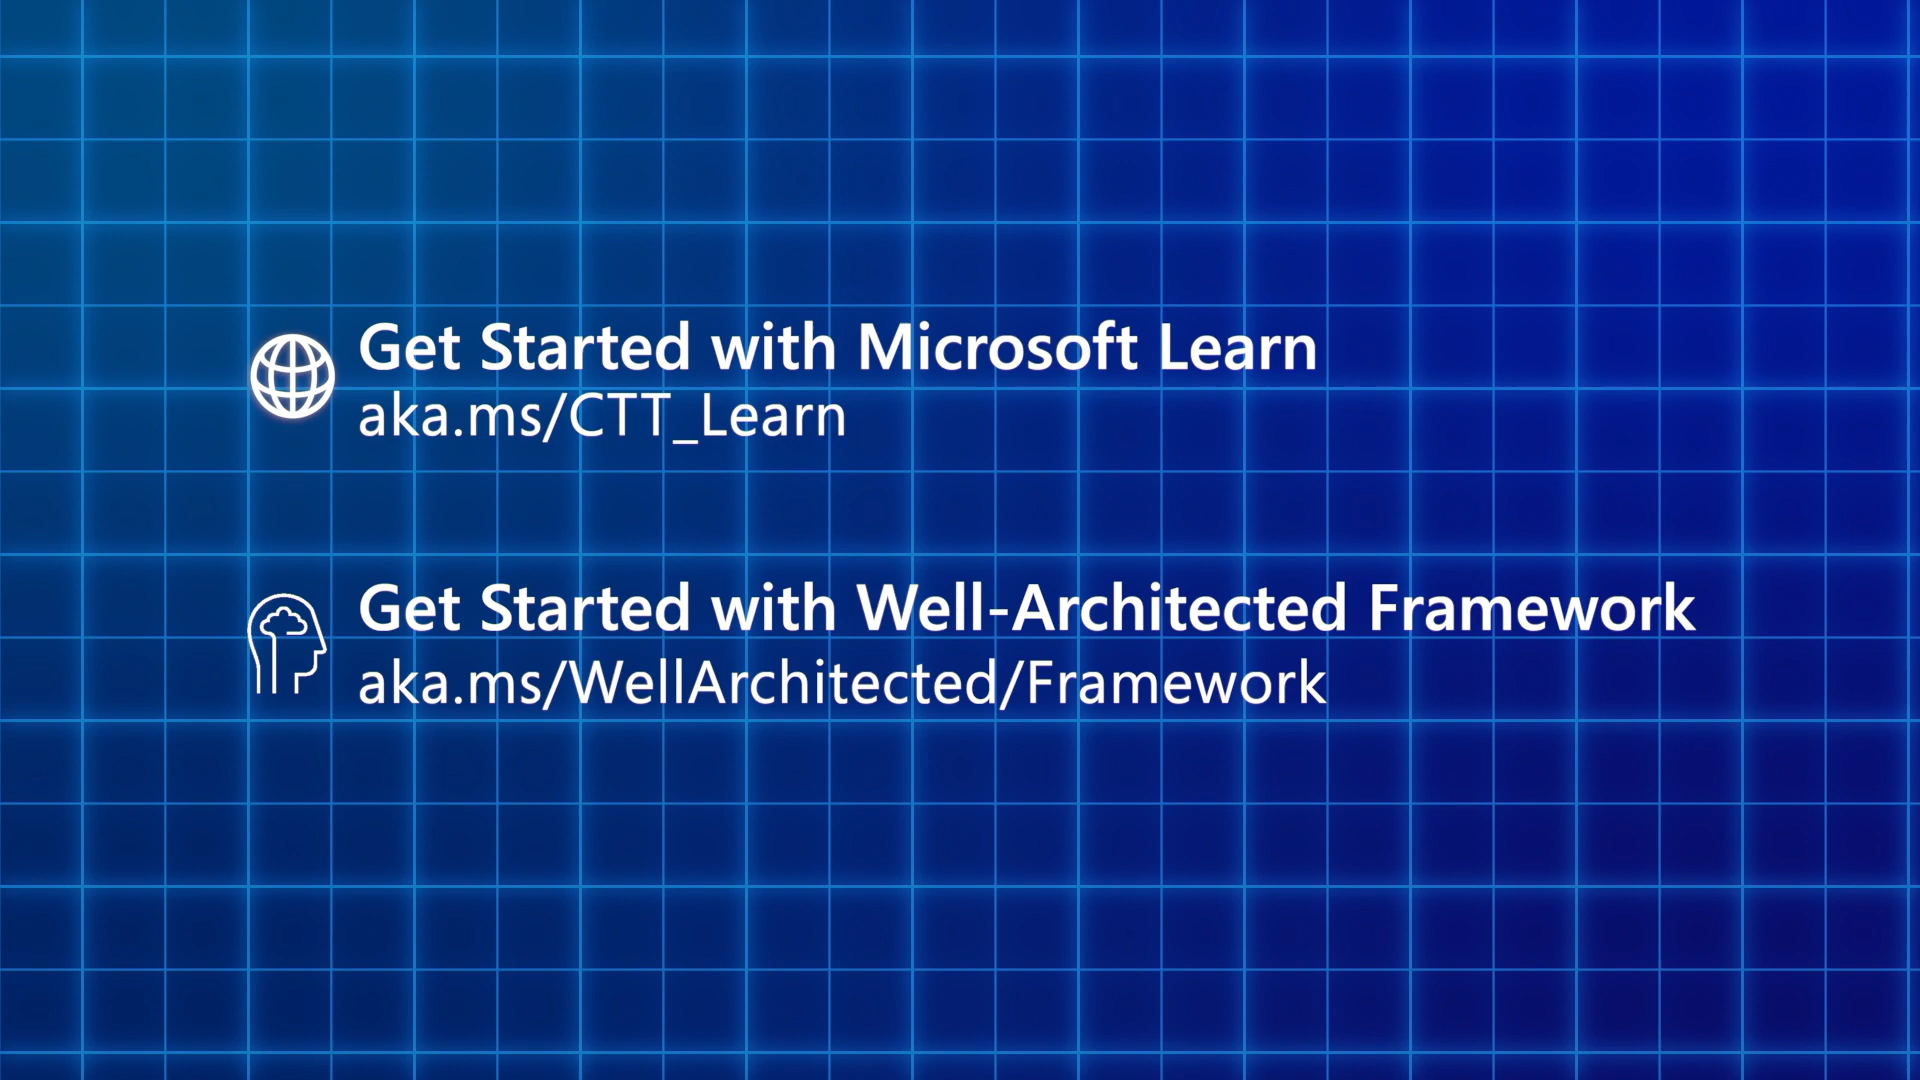 Get Started with Microsoft Learn
aka.ms/CTT_Learn
Get Started with Well-Architected Framework
aka.ms/WellArchitected/Framework